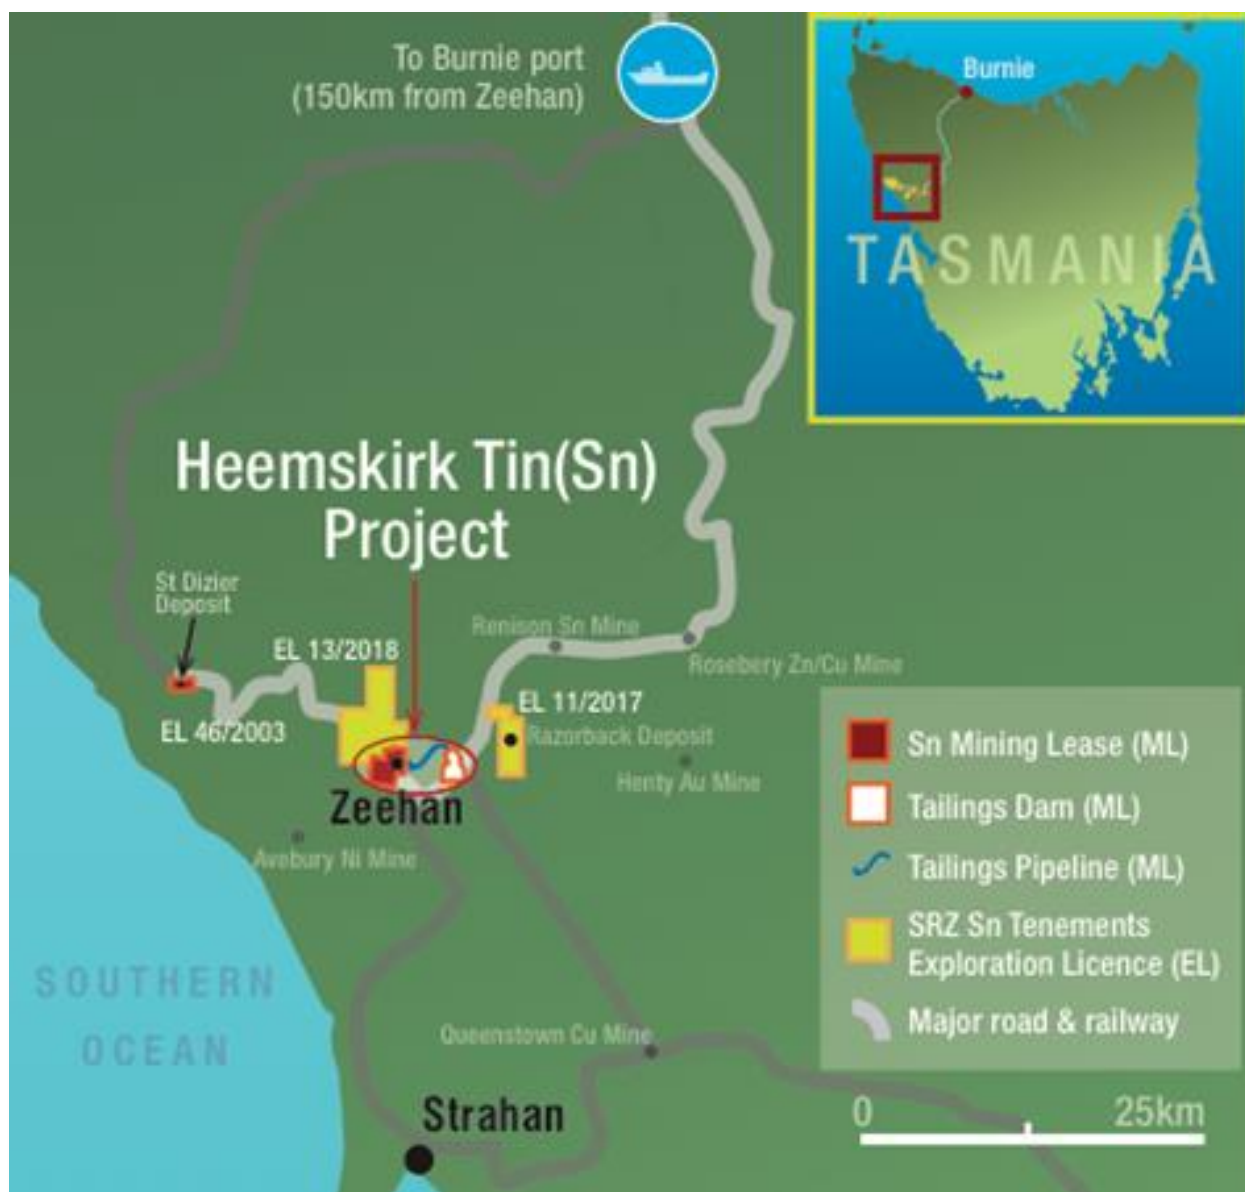 To Burnie port
(150km from Zeehan)
Burnie
TASMANIA
Heemskirk Tin(Sn)
Project
St Dizier
Deposit
EL 13/2018
Renison Sn Mine
Rosebery Zn/Cu Mine
EL 46/2003
EL 11/2017
Razorback Deposit
Henty Au Mine
Zeehan
Avebury Ni Mine
Sn Mining Lease (ML)
Tailings Dam (ML)
Tailings Pipeline (ML)
SRZ Sn Tenements
Exploration Licence (EL)
Major road & railway
SOUTHERN
OCEAN
Queenstown Cu Mine
Strahan
0 25km